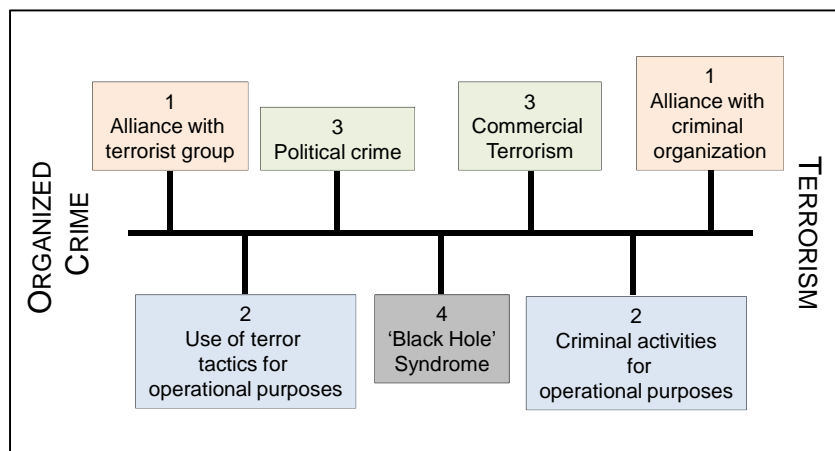 ORGANIZED
CRIME
1
Alliance with
terrorist group
3
Political crime
3
Commercial
Terrorism
1
Alliance with
criminal
organization
TERRORISM
2
Use of terror
tactics for
operational purposes
4
‘Black Hole’
Syndrome
2
Criminal activities
for
operational purposes